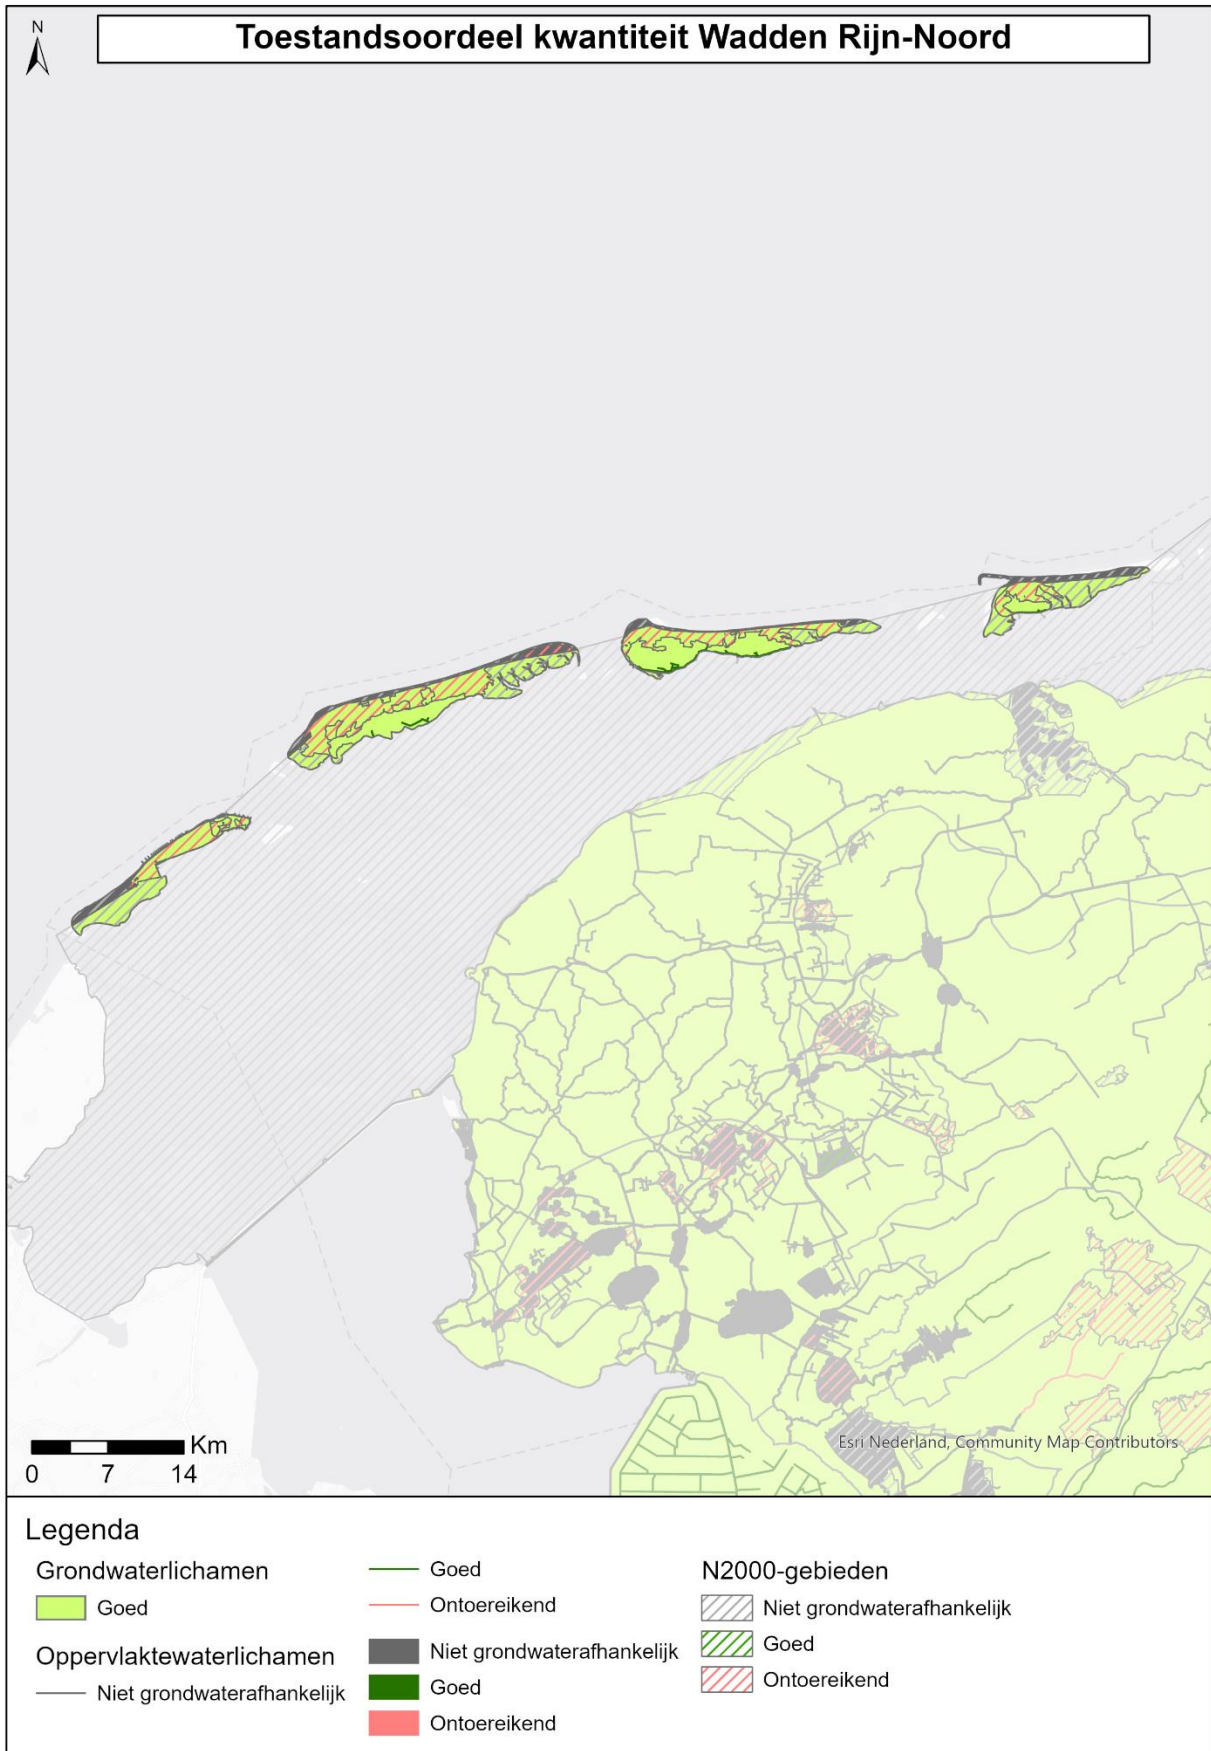 Toestandsoordeel kwantiteit Wadden Rijn-Noord
N
Esri Nederland, Community Map Contributors
Km
0 7 14
Legenda
Grondwaterlichamen
Goed
Oppervlaktewaterlichamen
Niet grondwaterafhankelijk
Goed
Ontoereikend
Niet grondwaterafhankelijk
Goed
Ontoereikend
N2000-gebieden
Niet grondwaterafhankelijk
Goed
Ontoereikend